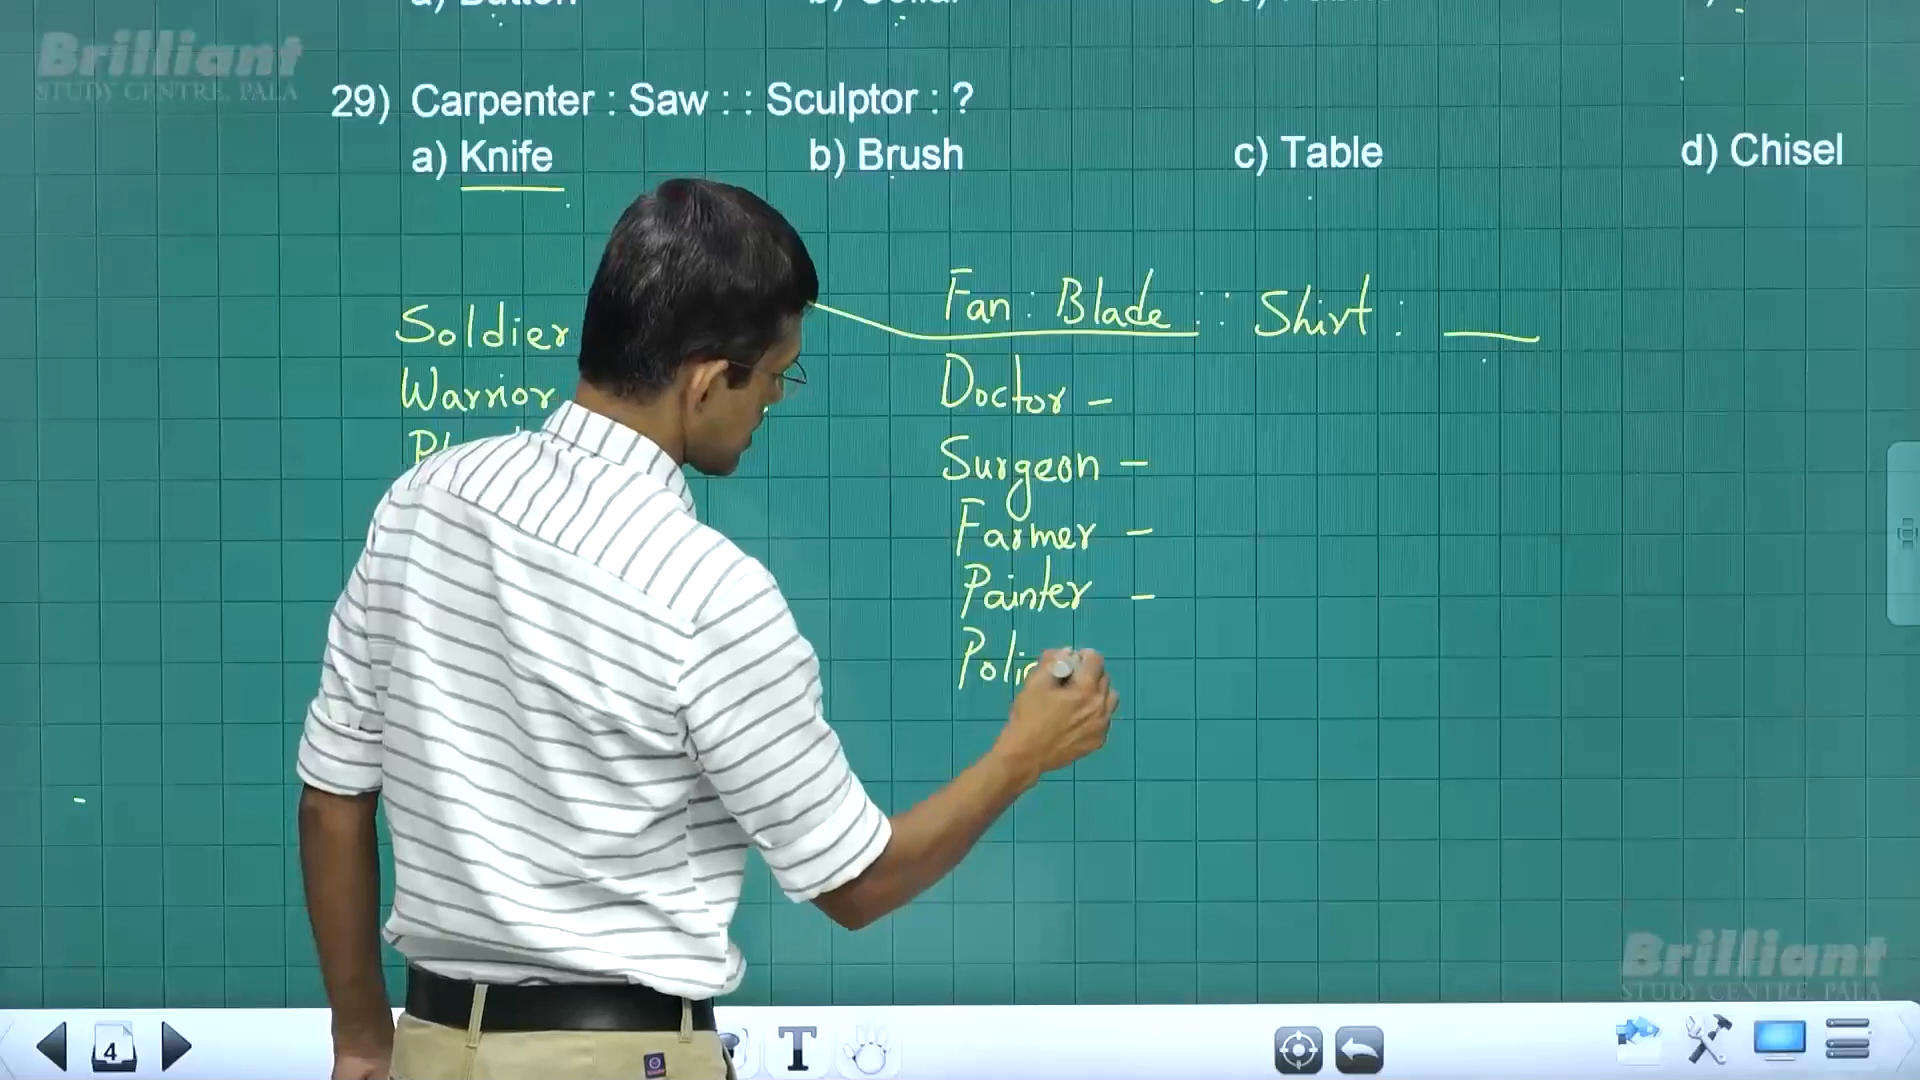 Brilliant
STUDY CENTRE, PALA
29) Carpenter : Saw : : Sculptor : ?
a) Knife b) Brush c) Table d) Chisel
Fan : Blade :: Shirt :
Soldier
Warrior
Doctor -
Surgeon -
Farmer -
Painter -
Brilliant
STUDY CENTRE, PALA
4
T